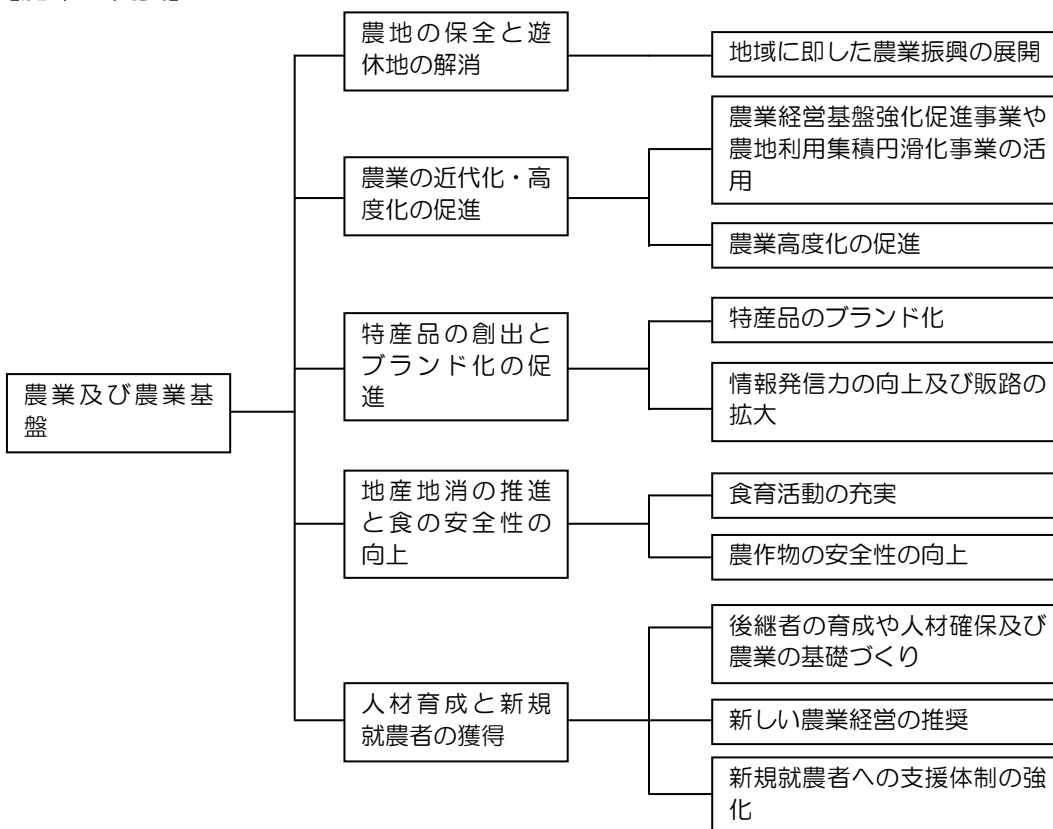 農地の保全と遊
休地の解消
地域に即した農業振興の展開
農業の近代化・高
度化の促進
農業経営基盤強化促進事業や
農地利用集積円滑化事業の活
用
農業高度化の促進
特産品の創出と
ブランド化の促
進
特産品のブランド化
情報発信力の向上及び販路の
拡大
農業及び農業基
盤
地産地消の推進
と食の安全性の
向上
食育活動の充実
農作物の安全性の向上
人材育成と新規
就農者の獲得
後継者の育成や人材確保及び
農業の基礎づくり
新しい農業経営の推奨
新規就農者への支援体制の強
化